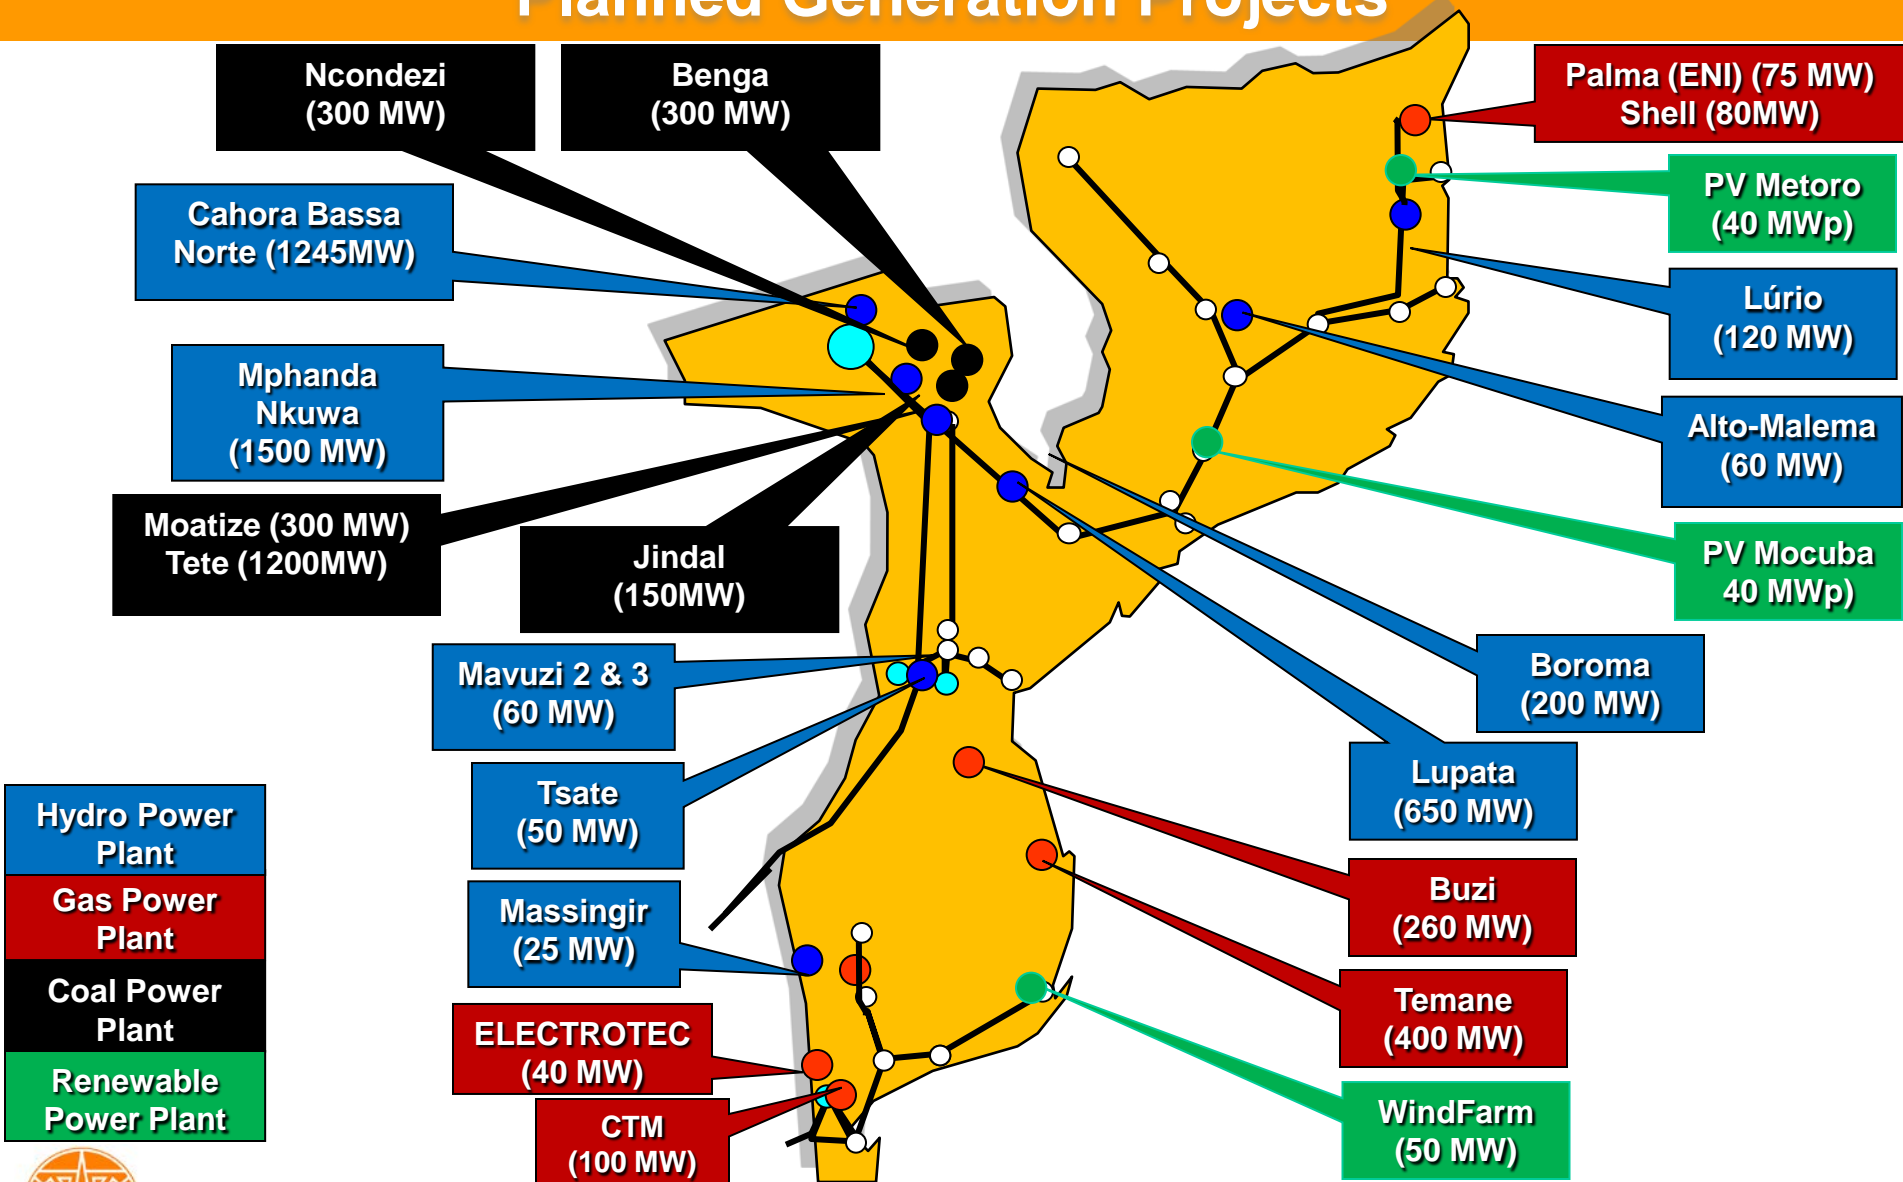 Planned Generation Projects
Ncondezi
(300 MW)
Benga
(300 MW)
Palma (ENI) (75 MW)
Shell (80MW)
Cahora Bassa
Norte (1245MW)
PV Metoro
(40 MWp)
Lúrio
(120 MW)
Mphanda
Nkuwa
(1500 MW)
Alto-Malema
(60 MW)
Moatize (300 MW)
Tete (1200MW)
Jindal
(150MW)
PV Mocuba
40 MWp)
Mavuzi 2 & 3
(60 MW)
Boroma
(200 MW)
Tsate
(50 MW)
Lupata
(650 MW)
Hydro Power
Plant
Gas Power
Plant
Coal Power
Plant
Renewable
Power Plant
Massingir
(25 MW)
Buzi
(260 MW)
ELECTROTEC
(40 MW)
Temane
(400 MW)
CTM
(100 MW)
WindFarm
(50 MW)